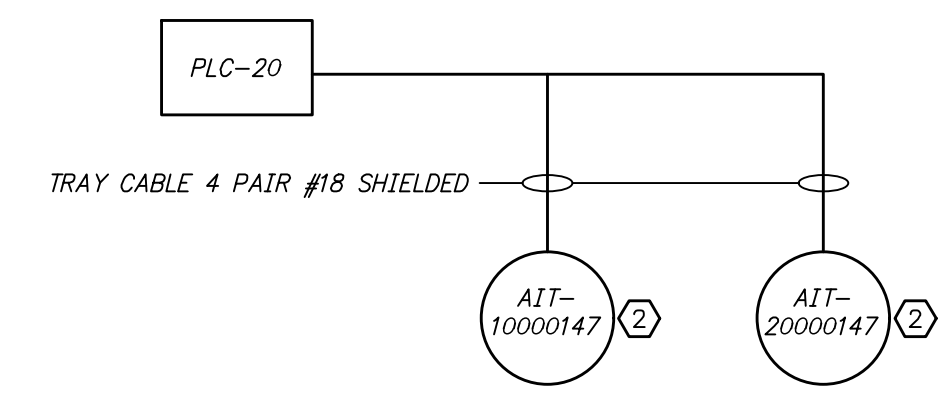 PLC-20
TRAY CABLE 4 PAIR #18 SHIELDED
AIT-
10000147
2
AIT-
20000147
2